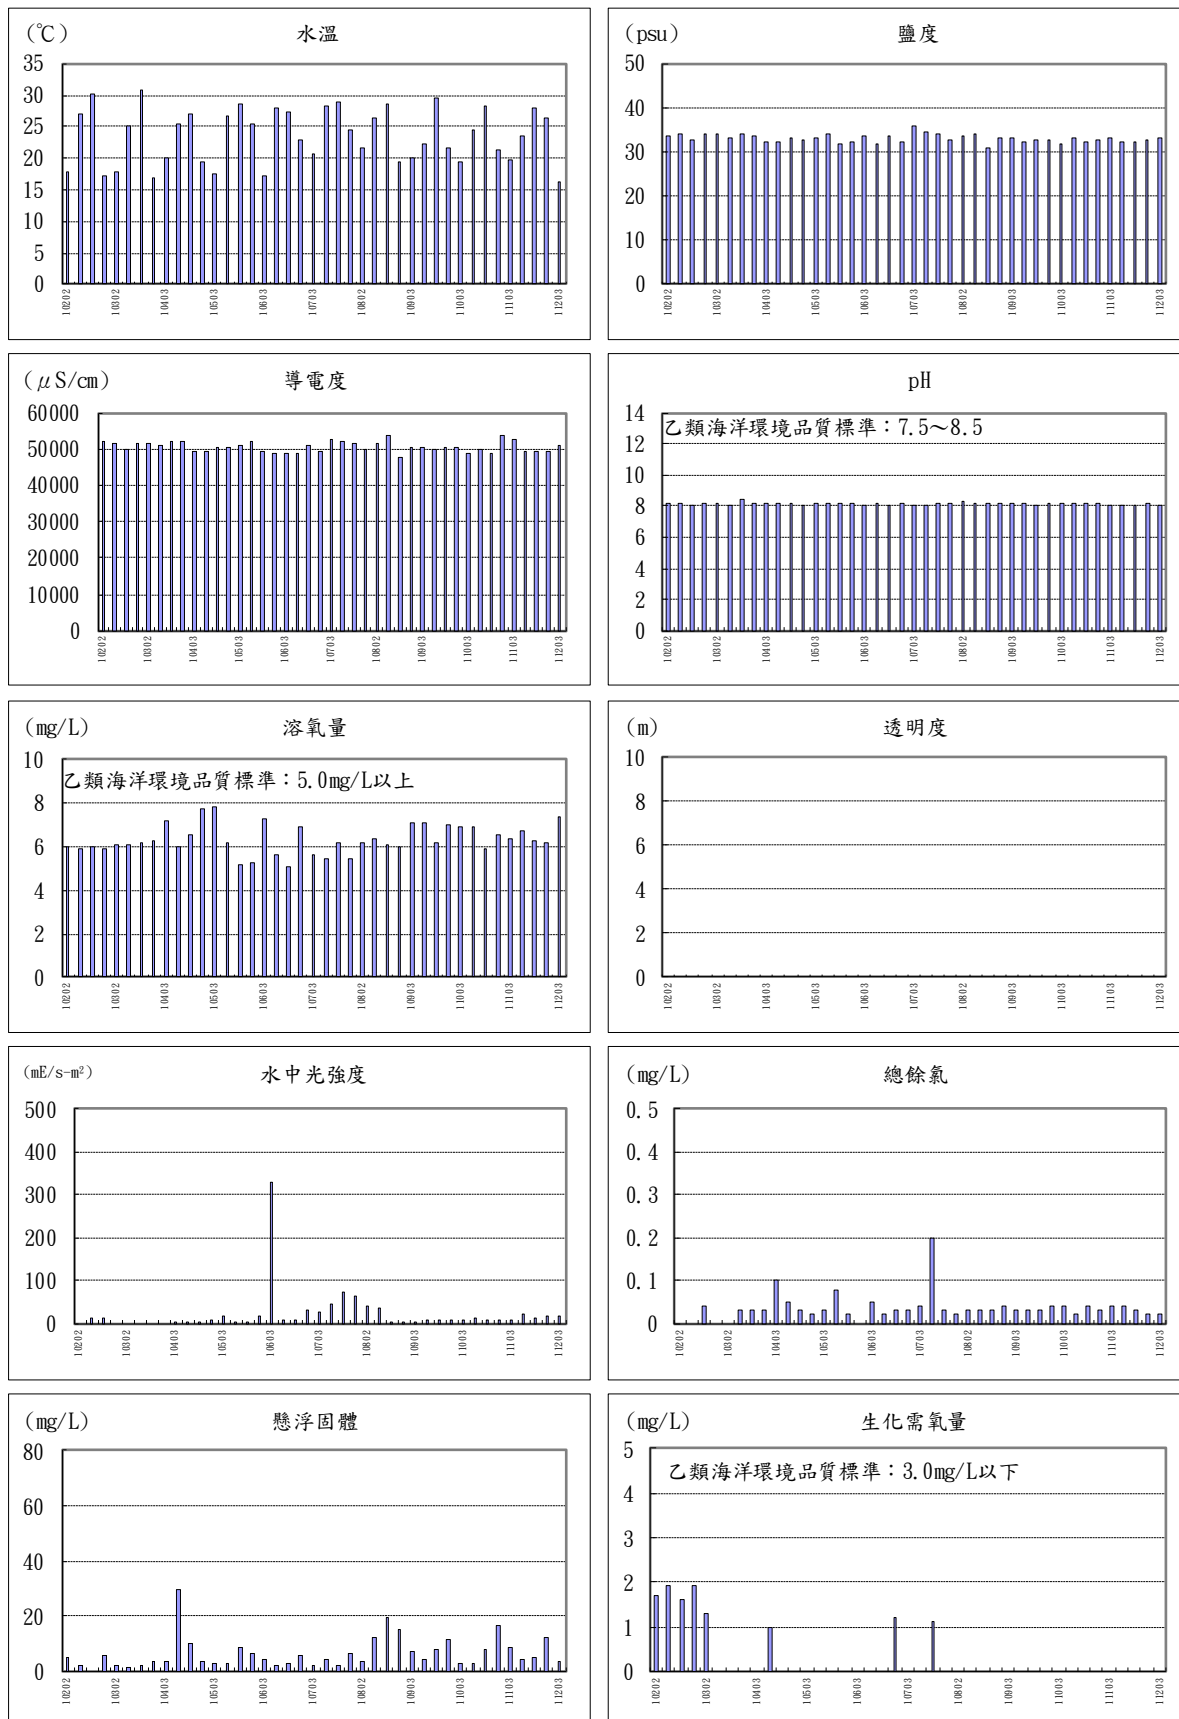 (℃) 水溫
35
30
25
20
15
10
5
0
10202 10302 10403 10503 10603 10703 10802 10903 11003 11103 11203
(psu) 鹽度
50
40
30
20
10
0
10202 10302 10403 10503 10603 10703 10802 10903 11003 11103 11203
(μS/cm) 導電度
60000
50000
40000
30000
20000
10000
0
10202 10302 10403 10503 10603 10703 10802 10903 11003 11103 11203
pH
乙類海洋環境品質標準：7.5～8.5
14
12
10
8
6
4
2
0
10202 10302 10403 10503 10603 10703 10802 10903 11003 11103 11203
(mg/L) 溶氧量
乙類海洋環境品質標準：5.0mg/L以上
10
8
6
4
2
0
10202 10302 10403 10503 10603 10703 10802 10903 11003 11103 11203
(m) 透明度
10
8
6
4
2
0
10202 10302 10403 10503 10603 10703 10802 10903 11003 11103 11203
(mE/s-m²) 水中光強度
500
400
300
200
100
0
10202 10302 10403 10503 10603 10703 10802 10903 11003 11103 11203
(mg/L) 總餘氯
0.5
0.4
0.3
0.2
0.1
0
10202 10302 10403 10503 10603 10703 10802 10903 11003 11103 11203
(mg/L) 懸浮固體
80
60
40
20
0
10202 10302 10403 10503 10603 10703 10802 10903 11003 11103 11203
(mg/L) 生化需氧量
乙類海洋環境品質標準：3.0mg/L以下
5
4
3
2
1
0
10202 10302 10403 10503 10603 10703 10802 10903 11003 11103 11203